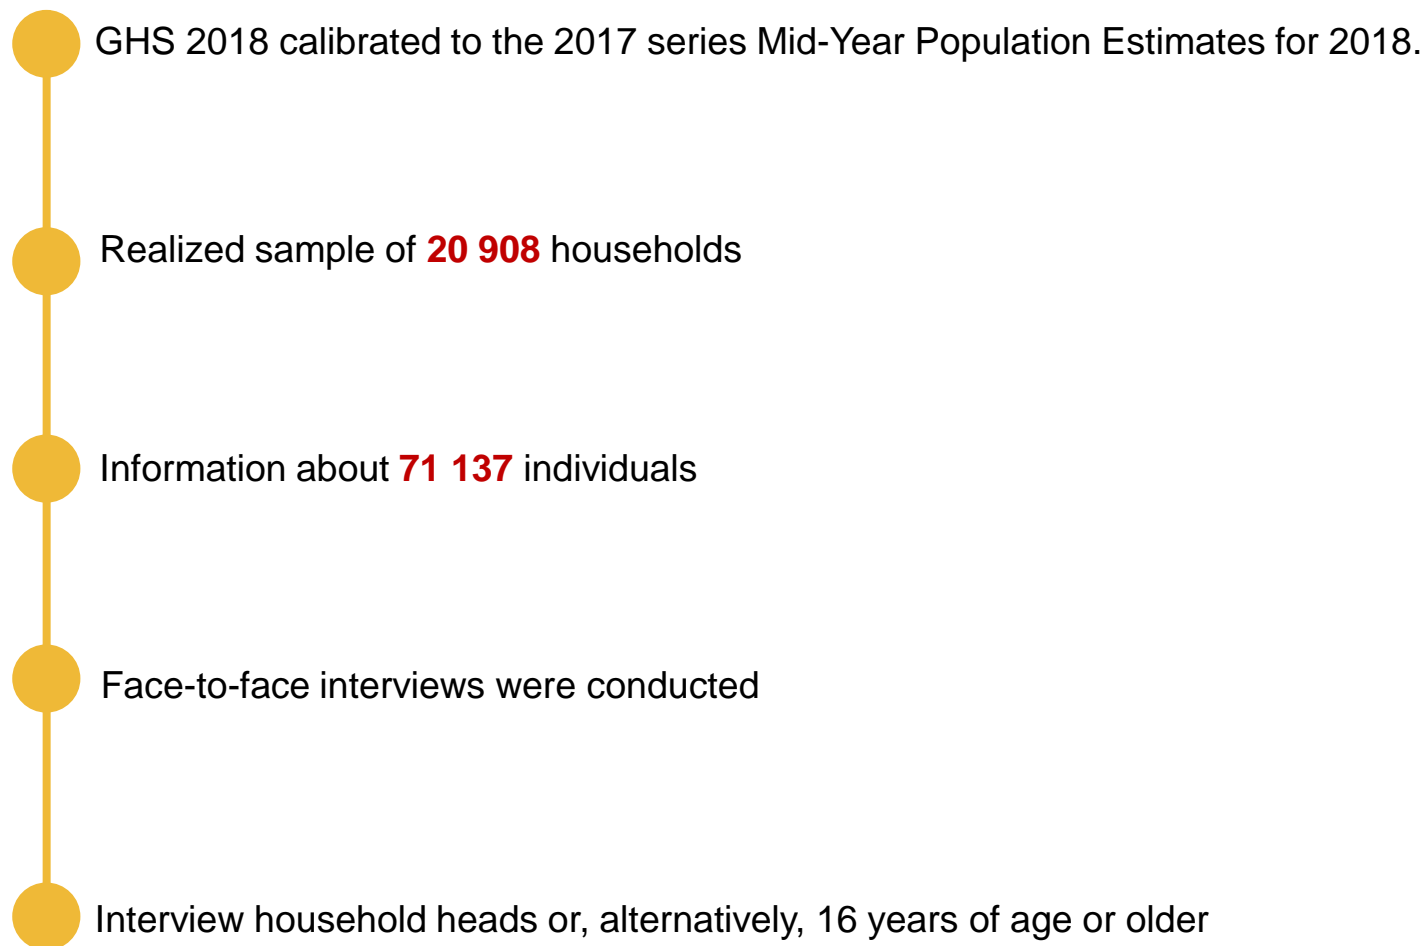 GHS 2018 calibrated to the 2017 series Mid-Year Population Estimates for 2018.
Realized sample of 20 908 households
Information about 71 137 individuals
Face-to-face interviews were conducted
Interview household heads or, alternatively, 16 years of age or older